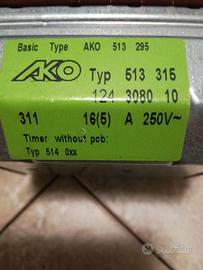 Basic Type AKO 513 295
AKO Typ 513 315
124 3080 10
311 16(5) A 250V~
Timer without pcb:
Typ 514 0xx
subito